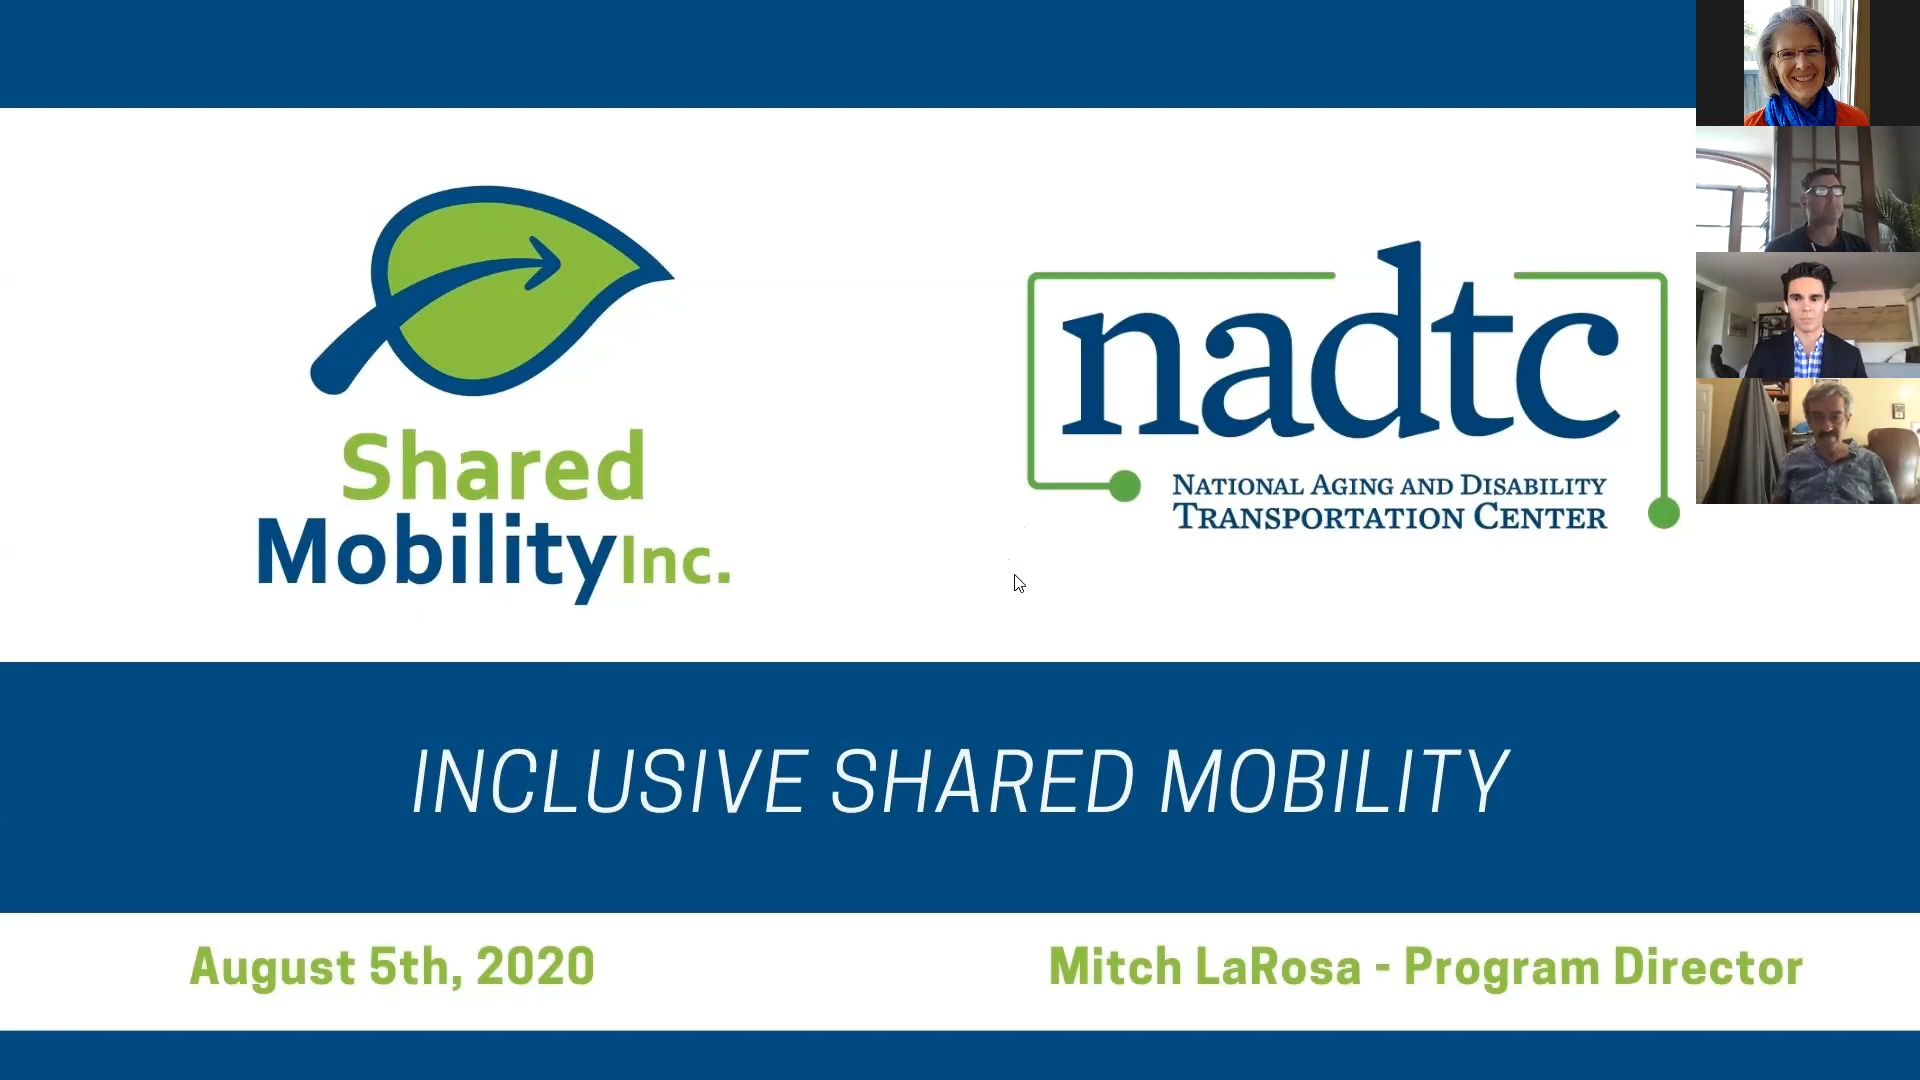 Shared
MobilityInc.
nadtc
NATIONAL AGING AND DISABILITY
TRANSPORTATION CENTER
INCLUSIVE SHARED MOBILITY
August 5th, 2020
Mitch LaRosa - Program Director